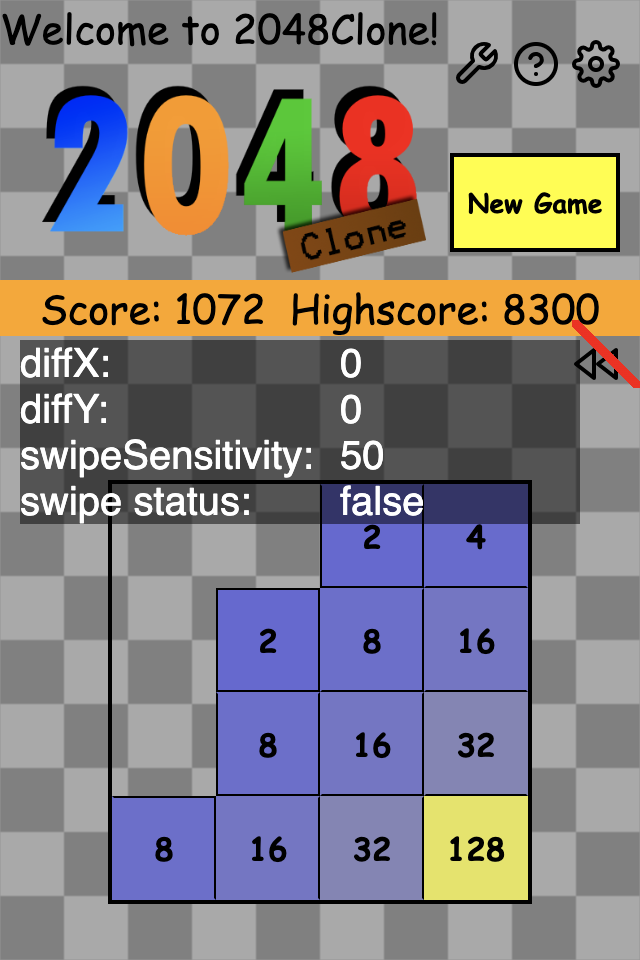 Welcome to 2048Clone!
2048
Clone
New Game
Score: 1072 Highscore: 8300
diffX: 0
diffY: 0
swipeSensitivity: 50
swipe status: false
2 4
2 8 16
8 16 32
8 16 32 128